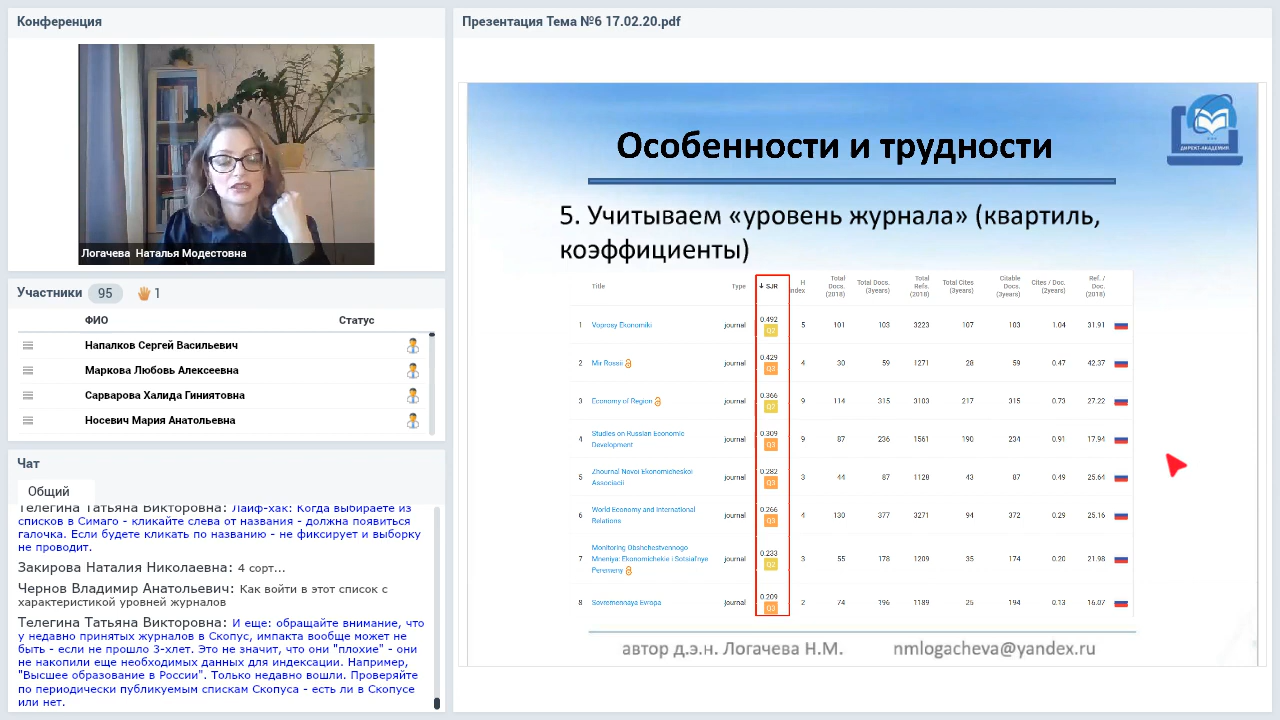 Конференция
Логачева Наталья Модестовна
Участники 95 1
ФИО Статус
Напалков Сергей Васильевич
Маркова Любовь Алексеевна
Сарварова Халида Гиниятовна
Носевич Мария Анатольевна
Чат
Общий
Телегина Татьяна Викторовна: Лайф-хак: Когда выбираете из
списков в Симаго - кликайте слева от названия - должна появиться
галочка. Если будете кликать по названию - не фиксирует и выборку
не проводит.
Закирова Наталия Николаевна: 4 сорт...
Чернов Владимир Анатольевич: Как войти в этот список с
характеристикой уровней журналов
Телегина Татьяна Викторовна: И еще: обращайте внимание, что
у недавно принятых журналов в Скопус, импакта вообще может не
быть - если не прошло 3-хлет. Это не значит, что они "плохие" - они
не накопили еще необходимых данных для индексации. Например,
"Высшее образование в России". Только недавно вошли. Проверяйте
по периодически публикуемым спискам Скопуса - есть ли в Скопусе
или нет.
Презентация Тема №6 17.02.20.pdf
ДИРЕКТ-АКАДЕМИЯ
Особенности и трудности
5. Учитываем «уровень журнала» (квартиль,
коэффициенты)
Title Type ↓ SJR H index Total Docs. (2018) Total Docs. (3years) Total Refs. (2018) Total Cites (3years) Citable Docs. (3years) Cites / Doc. (2years) Ref. / Doc. (2018)
1 Voprosy Ekonomiki journal 0.492 Q2 5 101 103 3223 107 103 1.04 31.91
2 Mir Rossii journal 0.429 Q3 4 30 59 1271 28 59 0.47 42.37
3 Economy of Region journal 0.366 Q2 9 114 315 3103 217 315 0.73 27.22
4 Studies on Russian Economic Development journal 0.309 Q3 9 87 236 1561 190 234 0.91 17.94
5 Zhournal Novoi Ekonomicheskoi Associacii journal 0.282 Q3 3 44 87 1128 43 87 0.49 25.64
6 World Economy and International Relations journal 0.266 Q3 4 130 377 3271 94 372 0.29 25.16
7 Monitoring Obshchestvennogo Mneniya: Ekonomichekie i Sotsial'nye Peremeny journal 0.233 Q2 3 55 178 1209 35 174 0.20 21.98
8 Sovremennaya Evropa journal 0.209 Q3 2 74 196 1189 25 194 0.13 16.07
автор д.э.н. Логачева Н.М. nmlogacheva@yandex.ru